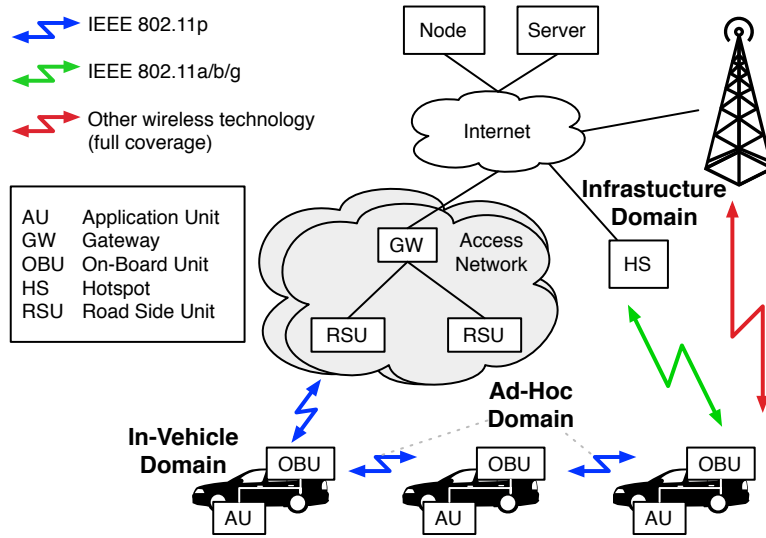 IEEE 802.11p
IEEE 802.11a/b/g
Other wireless technology
(full coverage)
Node
Server
Internet
AU Application Unit
GW Gateway
OBU On-Board Unit
HS Hotspot
RSU Road Side Unit
Infrastucture
Domain
GW
Access
Network
HS
RSU
RSU
Ad-Hoc
Domain
In-Vehicle
Domain
OBU
OBU
OBU
AU
AU
AU